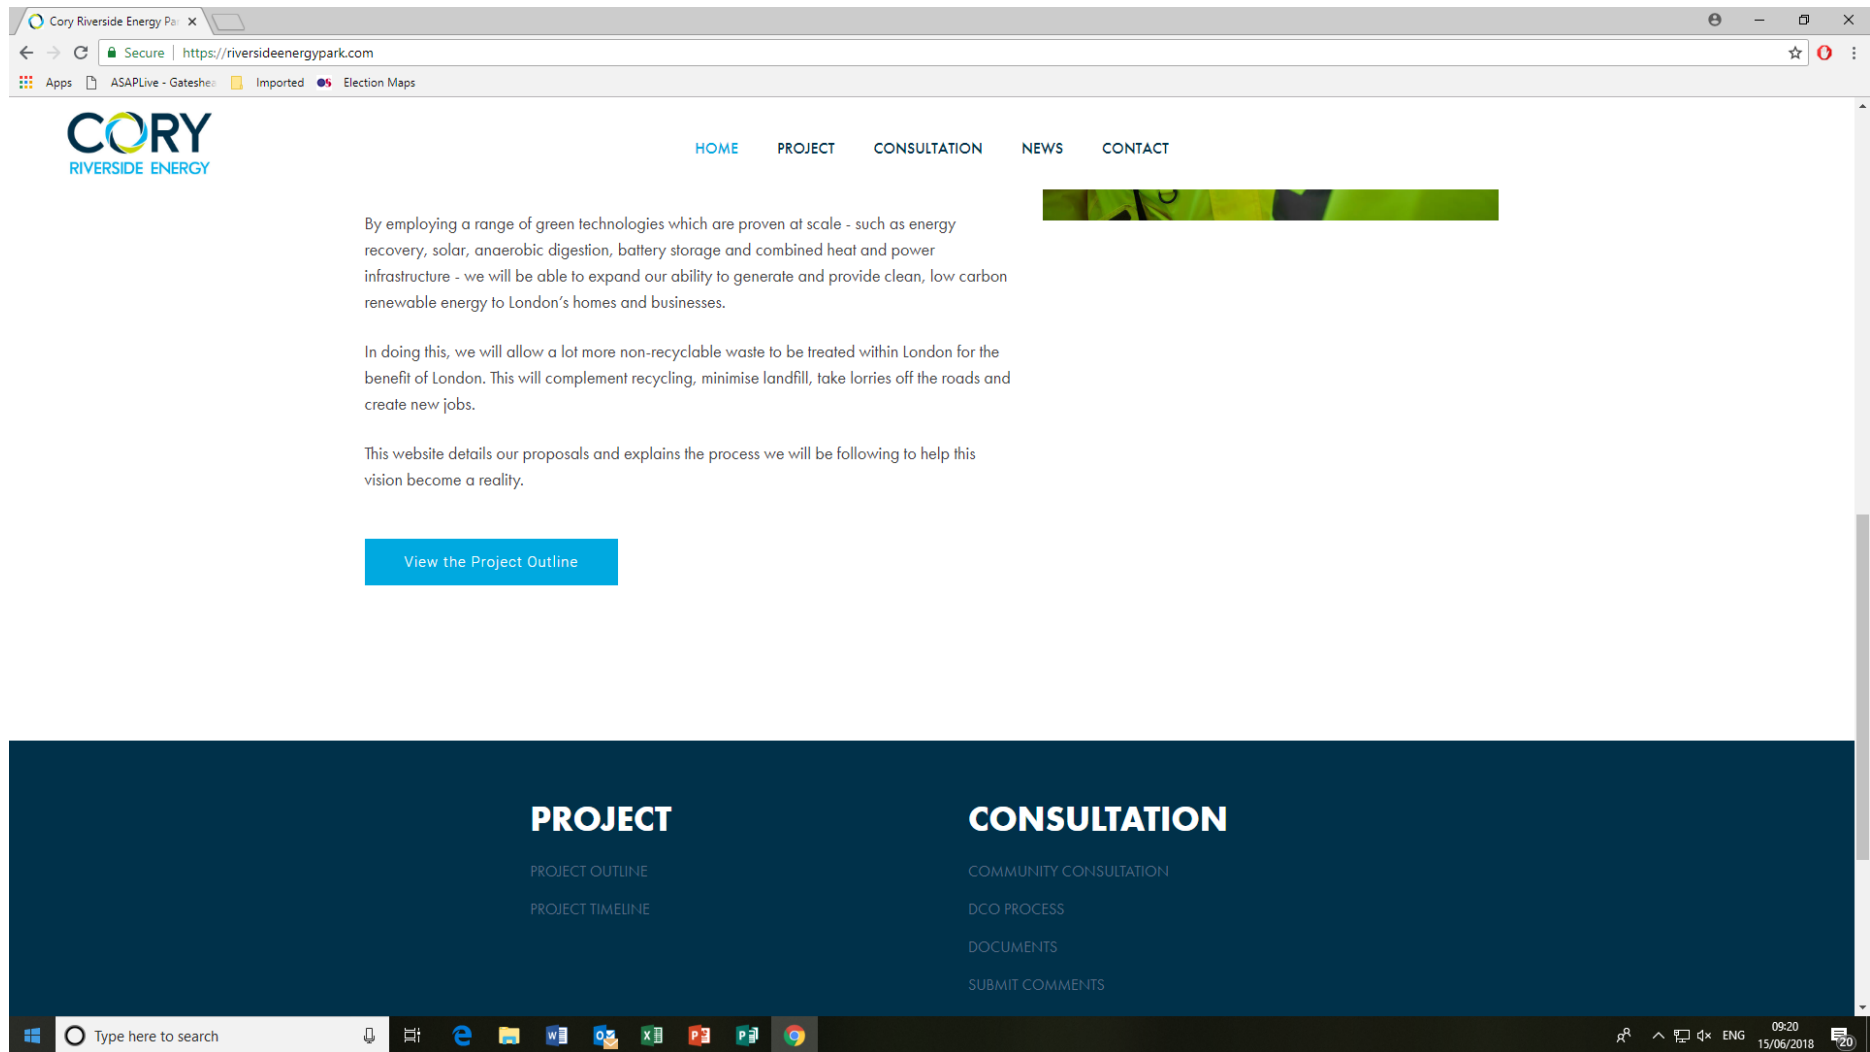 Cory Riverside Energy Pa
Secure
https://riversideenergypark.com
Apps
ASAPLive - Gateshea
Imported
OS
Election Maps
CORY
RIVERSIDE ENERGY
HOME
PROJECT
CONSULTATION
NEWS
CONTACT
By employing a range of green technologies which are proven at scale - such as energy
recovery, solar, anaerobic digestion, battery storage and combined heat and power
infrastructure - we will be able to expand our ability to generate and provide clean, low carbon
renewable energy to London's homes and businesses.
In doing this, we will allow a lot more non-recyclable waste to be treated within London for the
benefit of London. This will complement recycling, minimise landfill, take lorries off the roads and
create new jobs.
This website details our proposals and explains the process we will be following to help this
vision become a reality.
View the Project Outline
PROJECT
CONSULTATION
PROJECT OUTLINE
COMMUNITY CONSULTATION
PROJECT TIMELINE
DCO PROCESS
DOCUMENTS
SUBMIT COMMENTS
Type here to search
ENG
09:20
15/06/2018
20